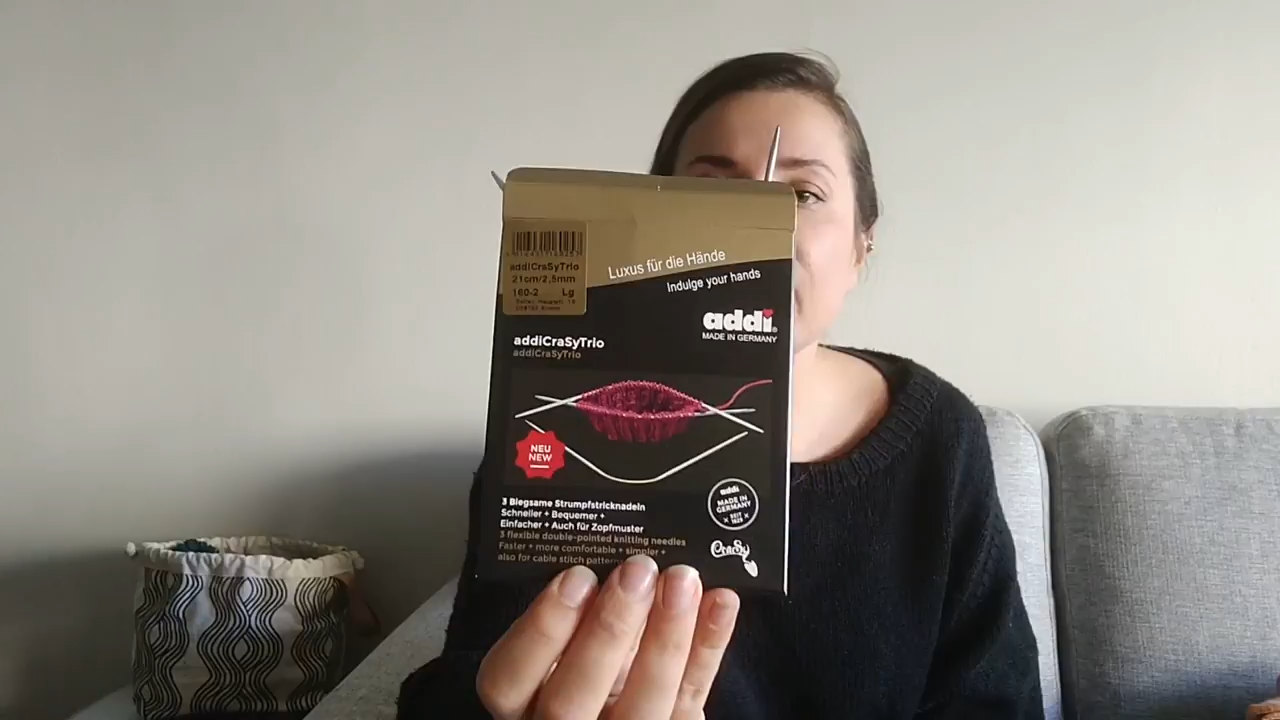 addiCraSyTrio
21cm/2,5mm
160-2 Lg
Luxus für die Hände
Indulge your hands
addi
MADE IN GERMANY
addiCraSyTrio
addiCraSyTrio
NEU
NEW
3 Biegsame Strumpfstricknadeln
Schneller + Bequemer +
Einfacher + Auch für Zopfmuster
3 flexible double-pointed knitting needles
Faster + more comfortable + simpler +
also for cable stitch
addi
MADE IN
GERMANY
SEIT
CraSy